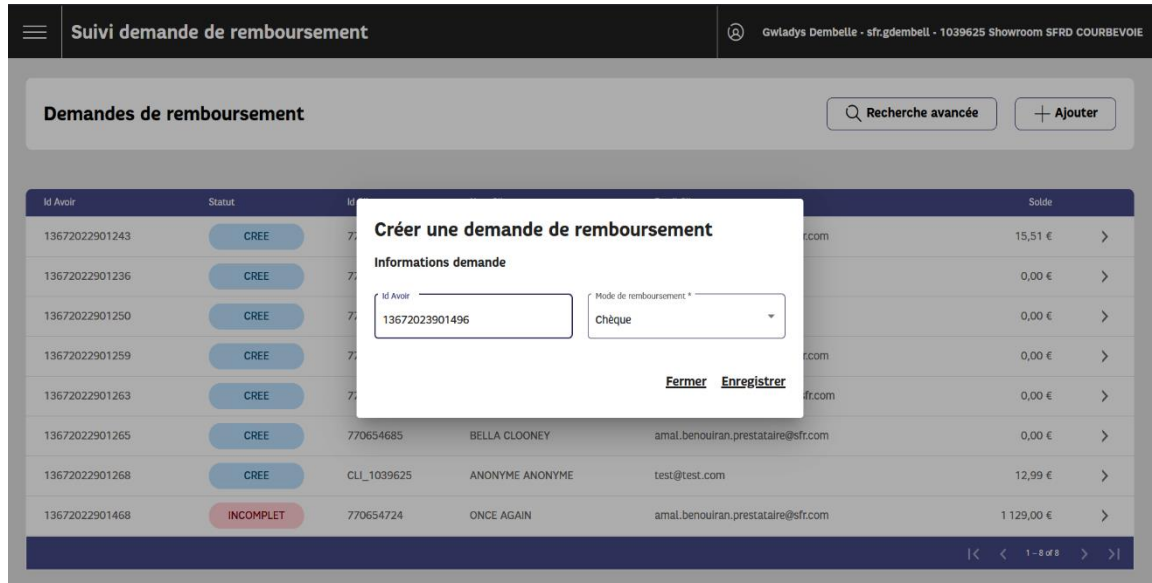 Suivi demande de remboursement
Gwladys Dembelle - sfr.gdembell - 1039625 Showroom SFRD COURBEVOIE
Demandes de remboursement
Recherche avancée
Ajouter
Id Avoir Statut Solde
13672022901243 CREE 15,51 €
13672022901236 CREE 0,00 €
13672022901250 CREE 0,00 €
13672022901259 CREE 0,00 €
13672022901263 CREE 0,00 €
13672022901265 CREE 770654685 BELLA CLOONEY amal.benouiran.prestataire@sfr.com 0,00 €
13672022901268 CREE CLI_1039625 ANONYME ANONYME test@test.com 12,99 €
13672022901468 INCOMPLET 770654724 ONCE AGAIN amal.benouiran.prestataire@sfr.com 1 129,00 €
1 – 8 of 8
Créer une demande de remboursement
Informations demande
Id Avoir
13672023901496
Mode de remboursement *
Chèque
Fermer Enregistrer